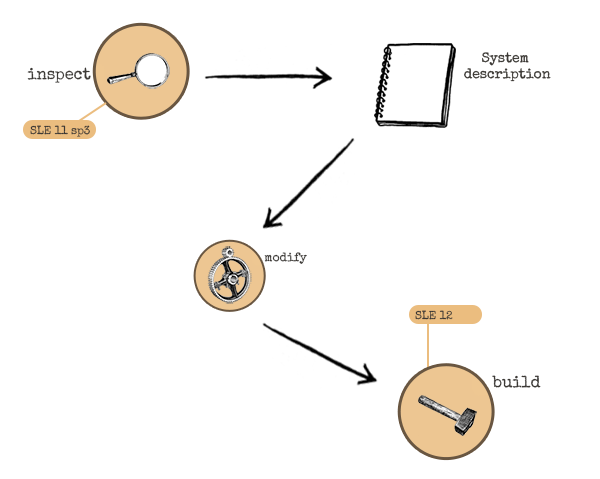 inspect
System
description
SLE 11 sp3
modify
SLE 12
build